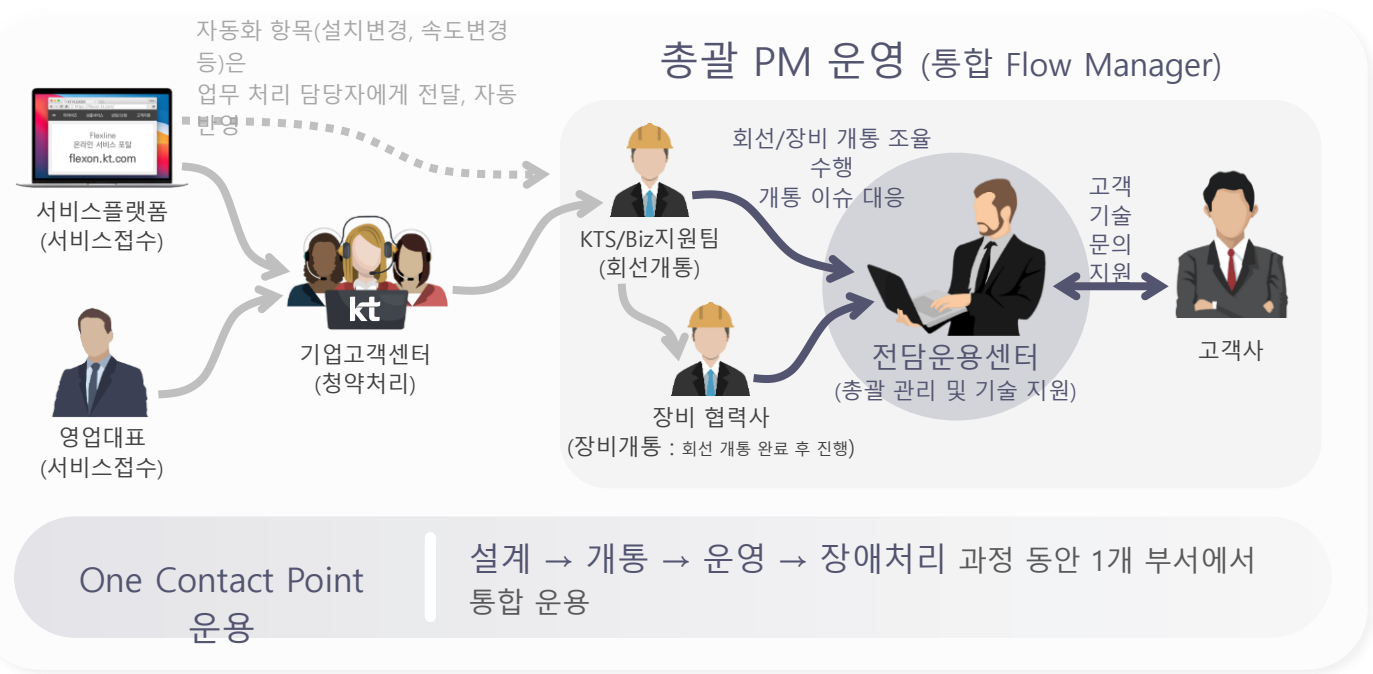 자동화 항목(설치변경, 속도변경
등)은
업무 처리 담당자에게 전달, 자동
반영
총괄 PM 운영 (통합 Flow Manager)
Flexline
온라인 서비스 포탈
flexon.kt.com
서비스플랫폼
(서비스접수)
영업대표
(서비스접수)
kt
기업고객센터
(청약처리)
KTS/Biz지원팀
(회선개통)
장비 협력사
(장비개통 : 회선 개통 완료 후 진행)
회선/장비 개통 조율
수행
개통 이슈 대응
전담운용센터
(총괄 관리 및 기술 지원)
고객
기술
문의
지원
고객사
One Contact Point
운용
설계 → 개통 → 운영 → 장애처리 과정 동안 1개 부서에서
통합 운용